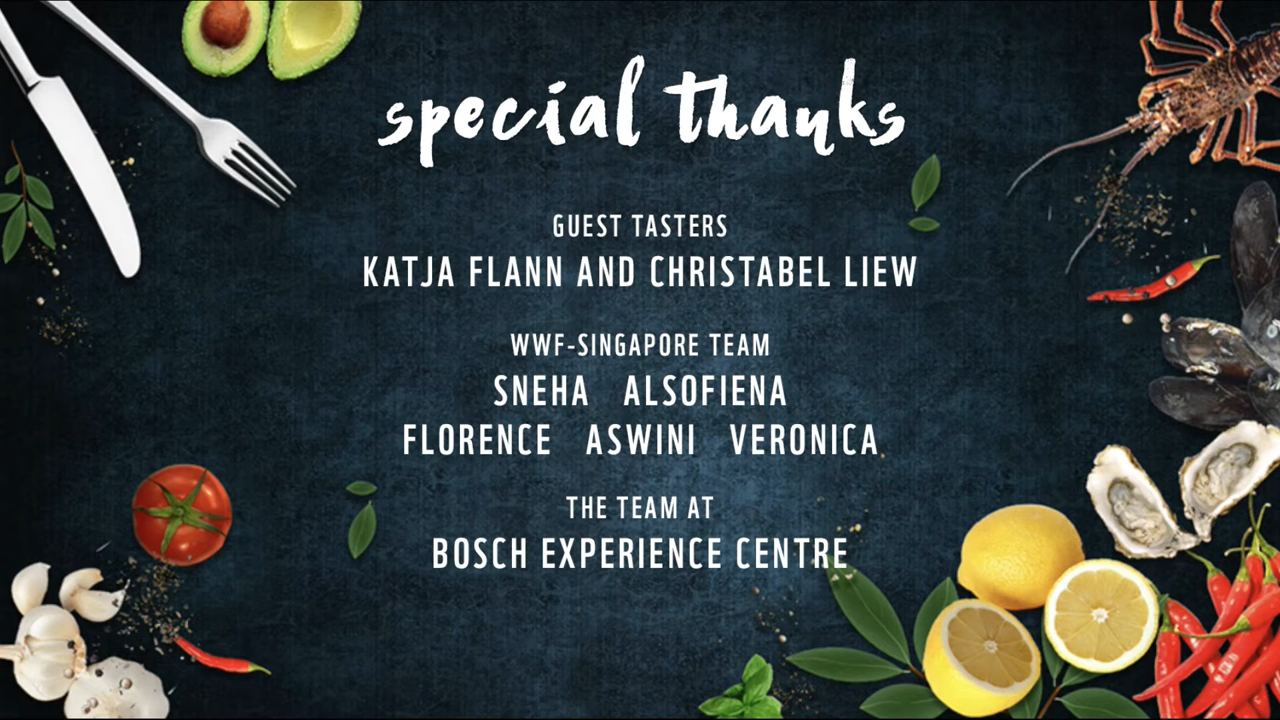 special thanks
GUEST TASTERS
KATJA FLANN AND CHRISTABEL LIEW
WWF-SINGAPORE TEAM
SNEHA ALSOFIENA
FLORENCE ASWINI VERONICA
THE TEAM AT
BOSCH EXPERIENCE CENTRE